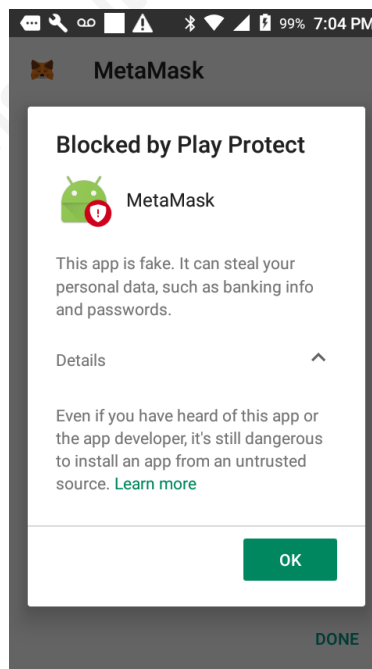 99% 7:04 PM
MetaMask
Blocked by Play Protect
MetaMask
This app is fake. It can steal your
personal data, such as banking info
and passwords.
Details
Even if you have heard of this app or
the app developer, it's still dangerous
to install an app from an untrusted
source. Learn more
OK
DONE